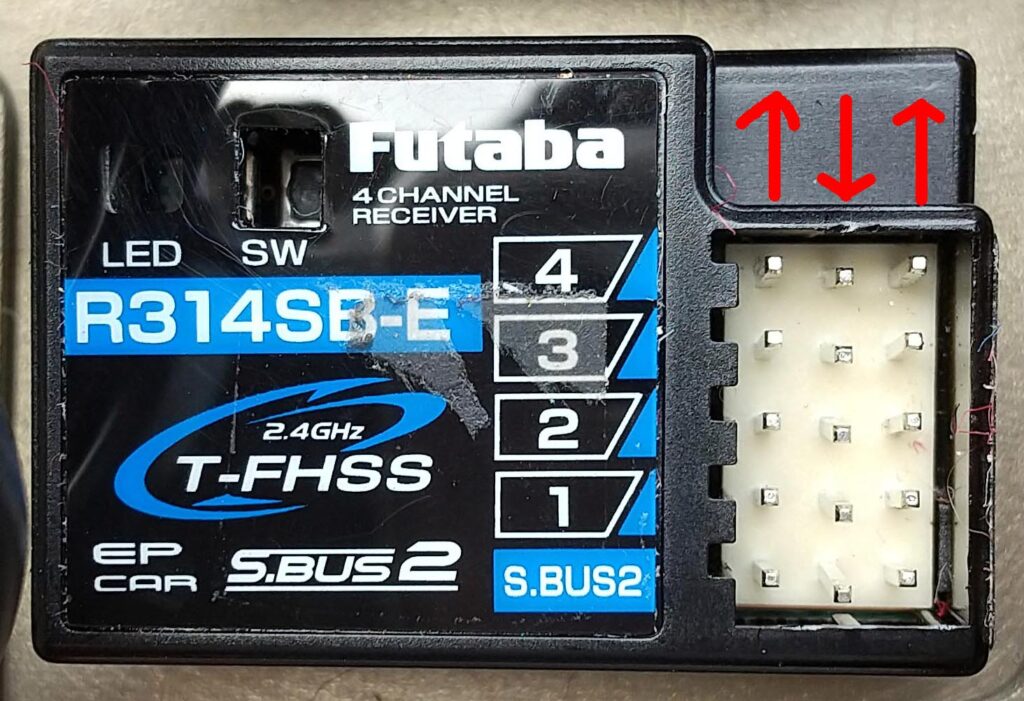 Futaba
4 CHANNEL
RECEIVER
LED SW
4
R314SB-E
3
2.4GHz
2
T-FHSS
1
EP
CAR
S.BUS2
S.BUS2